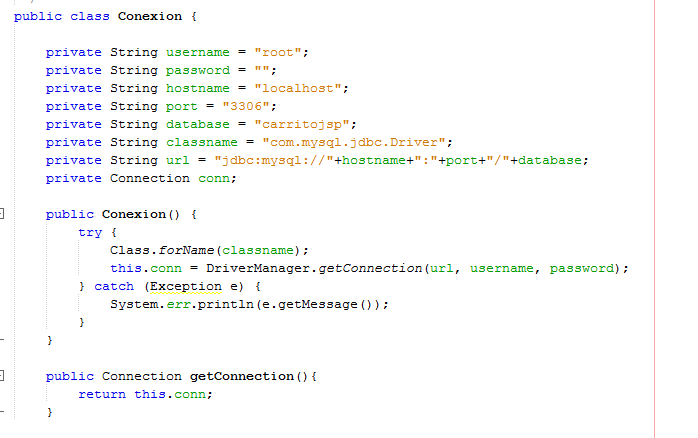 public class Conexion {
private String username = "root";
private String password = "";
private String hostname = "localhost";
private String port = "3306";
private String database = "carritojsp";
private String classname = "com.mysql.jdbc.Driver";
private String url = "jdbc:mysql://"+hostname+":"+port+"/"+database;
private Connection conn;
public Conexion() {
try {
Class.forName(classname);
this.conn = DriverManager.getConnection(url, username, password);
} catch (Exception e) {
System.err.println(e.getMessage());
}
}
public Connection getConnection(){
return this.conn;
}